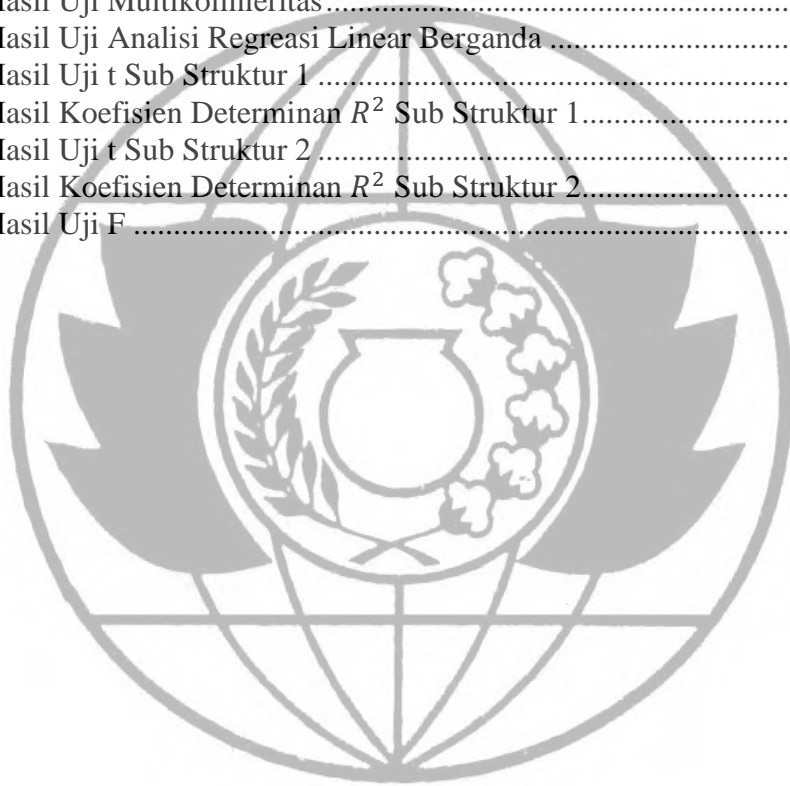 Hasil Uji Multikolinieritas........................................................................
Hasil Uji Analisi Regreasi Linear Berganda ......................................
Hasil Uji t Sub Struktur 1 ...........................................................................
Hasil Koefisien Determinan R² Sub Struktur 1.................................
Hasil Uji t Sub Struktur 2 ...........................................................................
Hasil Koefisien Determinan R² Sub Struktur 2.................................
Hasil Uji F ........................................................................................................